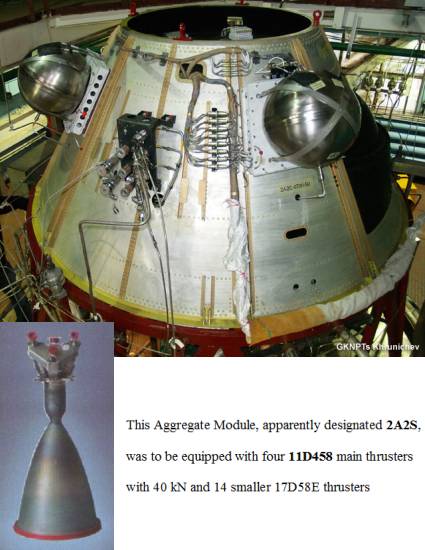 GKNPTs Khrunichev
This Aggregate Module, apparently designated 2A2S,
was to be equipped with four 11D458 main thrusters
with 40 kN and 14 smaller 17D58E thrusters